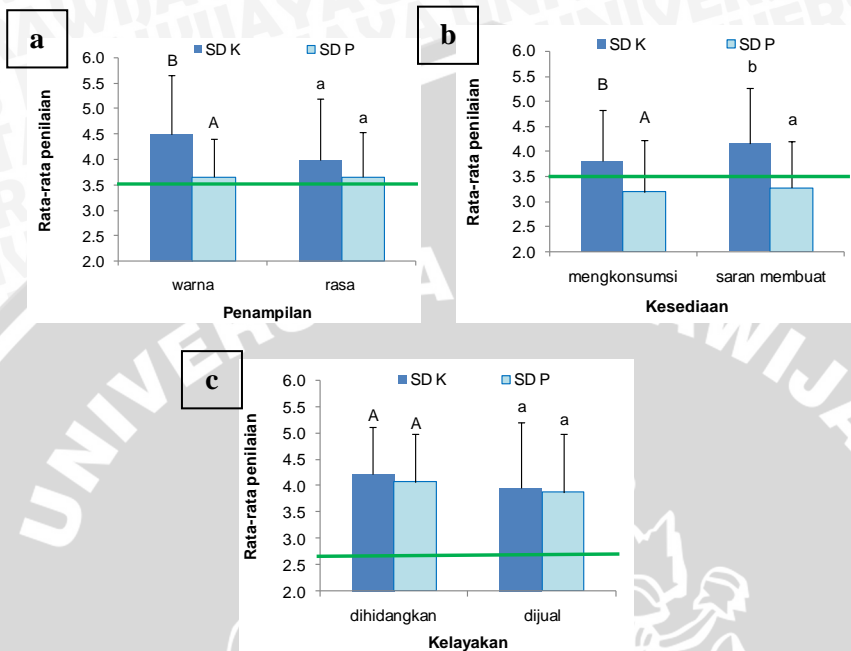 a
SD K SD P
Rata-rata penilaian
6.0
5.5
5.0
4.5
4.0
3.5
3.0
2.5
2.0
B A a a
warna rasa
Penampilan
b
SD K SD P
Rata-rata penilaian
6.0
5.5
5.0
4.5
4.0
3.5
3.0
2.5
2.0
B A b a
mengkonsumsi saran membuat
Kesediaan
c
SD K SD P
Rata-rata penilaian
6.0
5.5
5.0
4.5
4.0
3.5
3.0
2.5
2.0
A A a a
dihidangkan dijual
Kelayakan